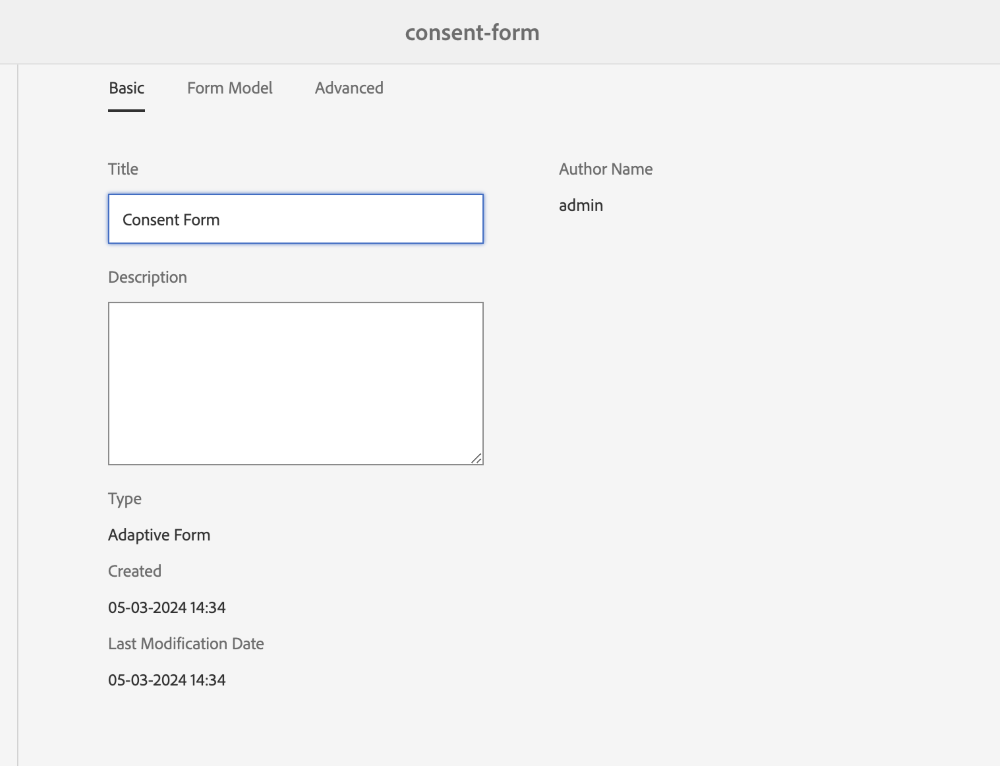 consent-form
Basic Form Model Advanced
Title
Consent Form
Description
Type
Adaptive Form
Created
05-03-2024 14:34
Last Modification Date
05-03-2024 14:34
Author Name
admin